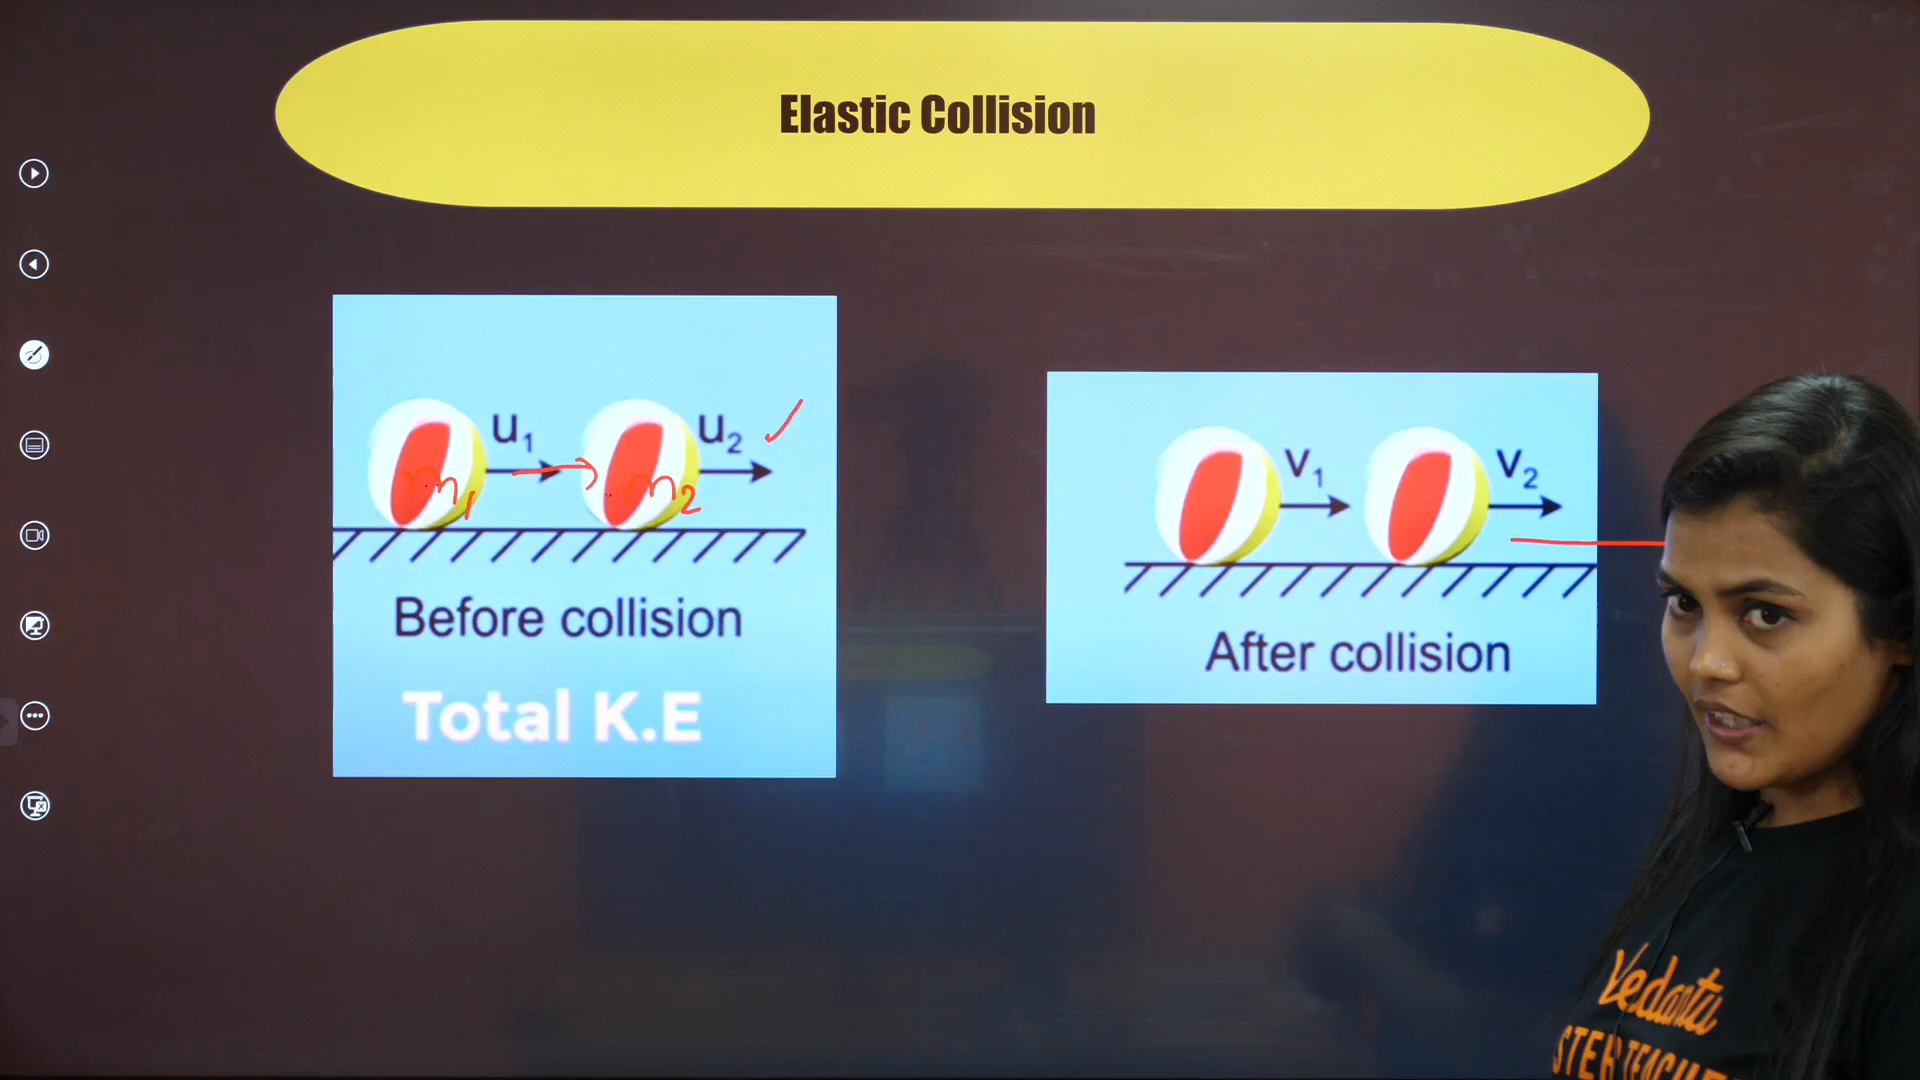 Elastic Collision
u1
u2
m1
m2
Before collision
Total K.E
v1
v2
After collision
Vedantu